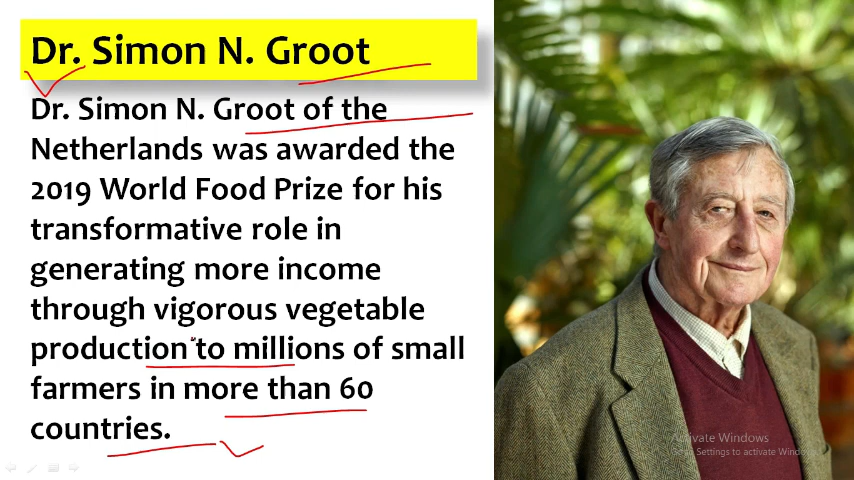 Dr. Simon N. Groot
Dr. Simon N. Groot of the
Netherlands was awarded the
2019 World Food Prize for his
transformative role in
generating more income
through vigorous vegetable
production to millions of small
farmers in more than 60
countries.
Activate Windows
Go to Settings to activate Windows.